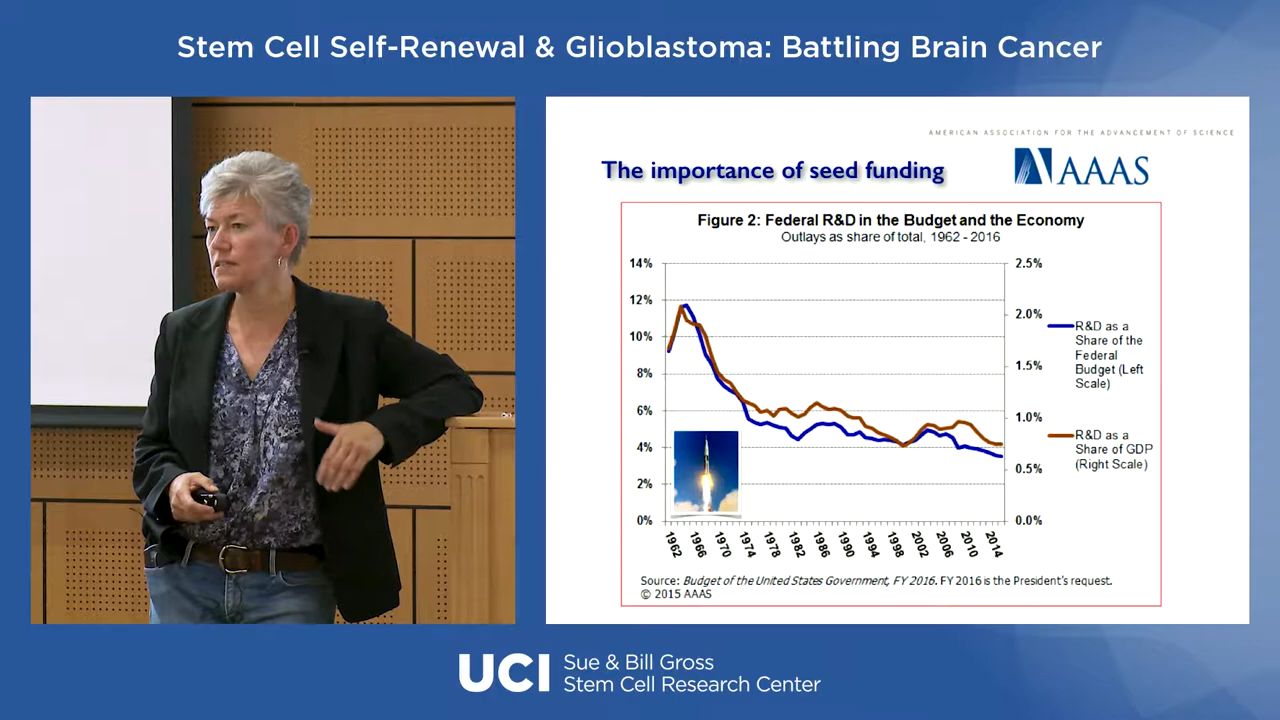 Stem Cell Self-Renewal & Glioblastoma: Battling Brain Cancer
AMERICAN ASSOCIATION FOR THE ADVANCEMENT OF SCIENCE
The importance of seed funding
AAAS
Figure 2: Federal R&D in the Budget and the Economy
Outlays as share of total, 1962 - 2016
14%
12%
10%
8%
6%
4%
2%
0%
2.5%
2.0%
1.5%
1.0%
0.5%
0.0%
R&D as a
Share of the
Federal
Budget (Left
Scale)
R&D as a
Share of GDP
(Right Scale)
1962
1966
1970
1974
1978
1982
1986
1990
1994
1998
2002
2006
2010
2014
Source: Budget of the United States Government, FY 2016. FY 2016 is the President's request.
© 2015 AAAS
UCI
Sue & Bill Gross
Stem Cell Research Center